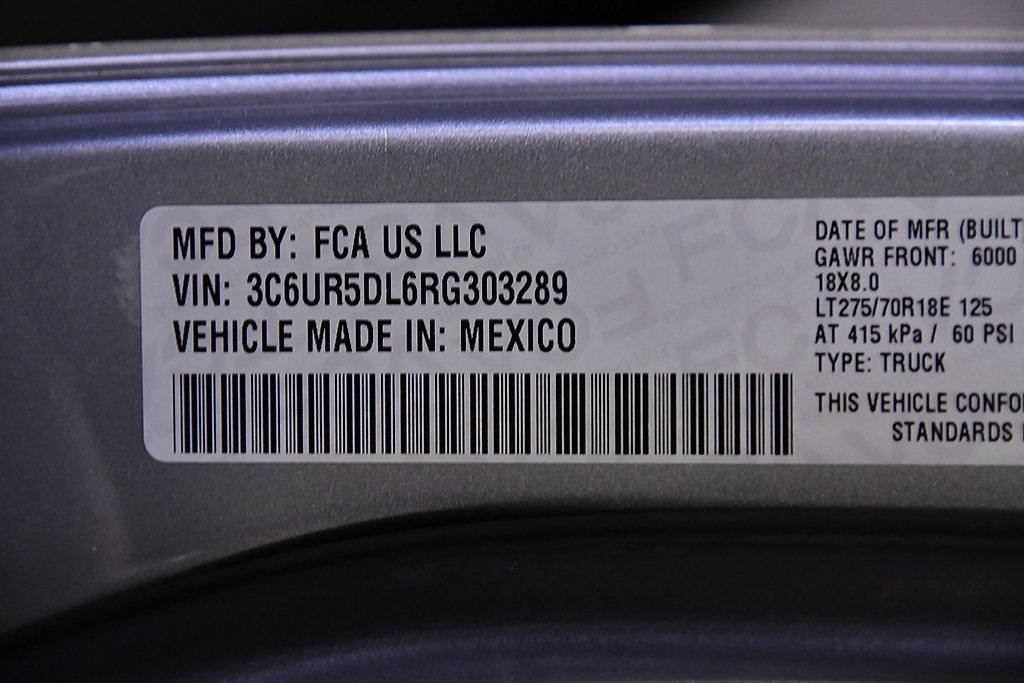 MFD BY: FCA US LLC
VIN: 3C6UR5DL6RG303289
VEHICLE MADE IN: MEXICO
DATE OF MFR (BUILT
GAWR FRONT: 6000
18X8.0
LT275/70R18E 125
AT 415 kPa / 60 PSI
TYPE: TRUCK
THIS VEHICLE CONFO
STANDARDS